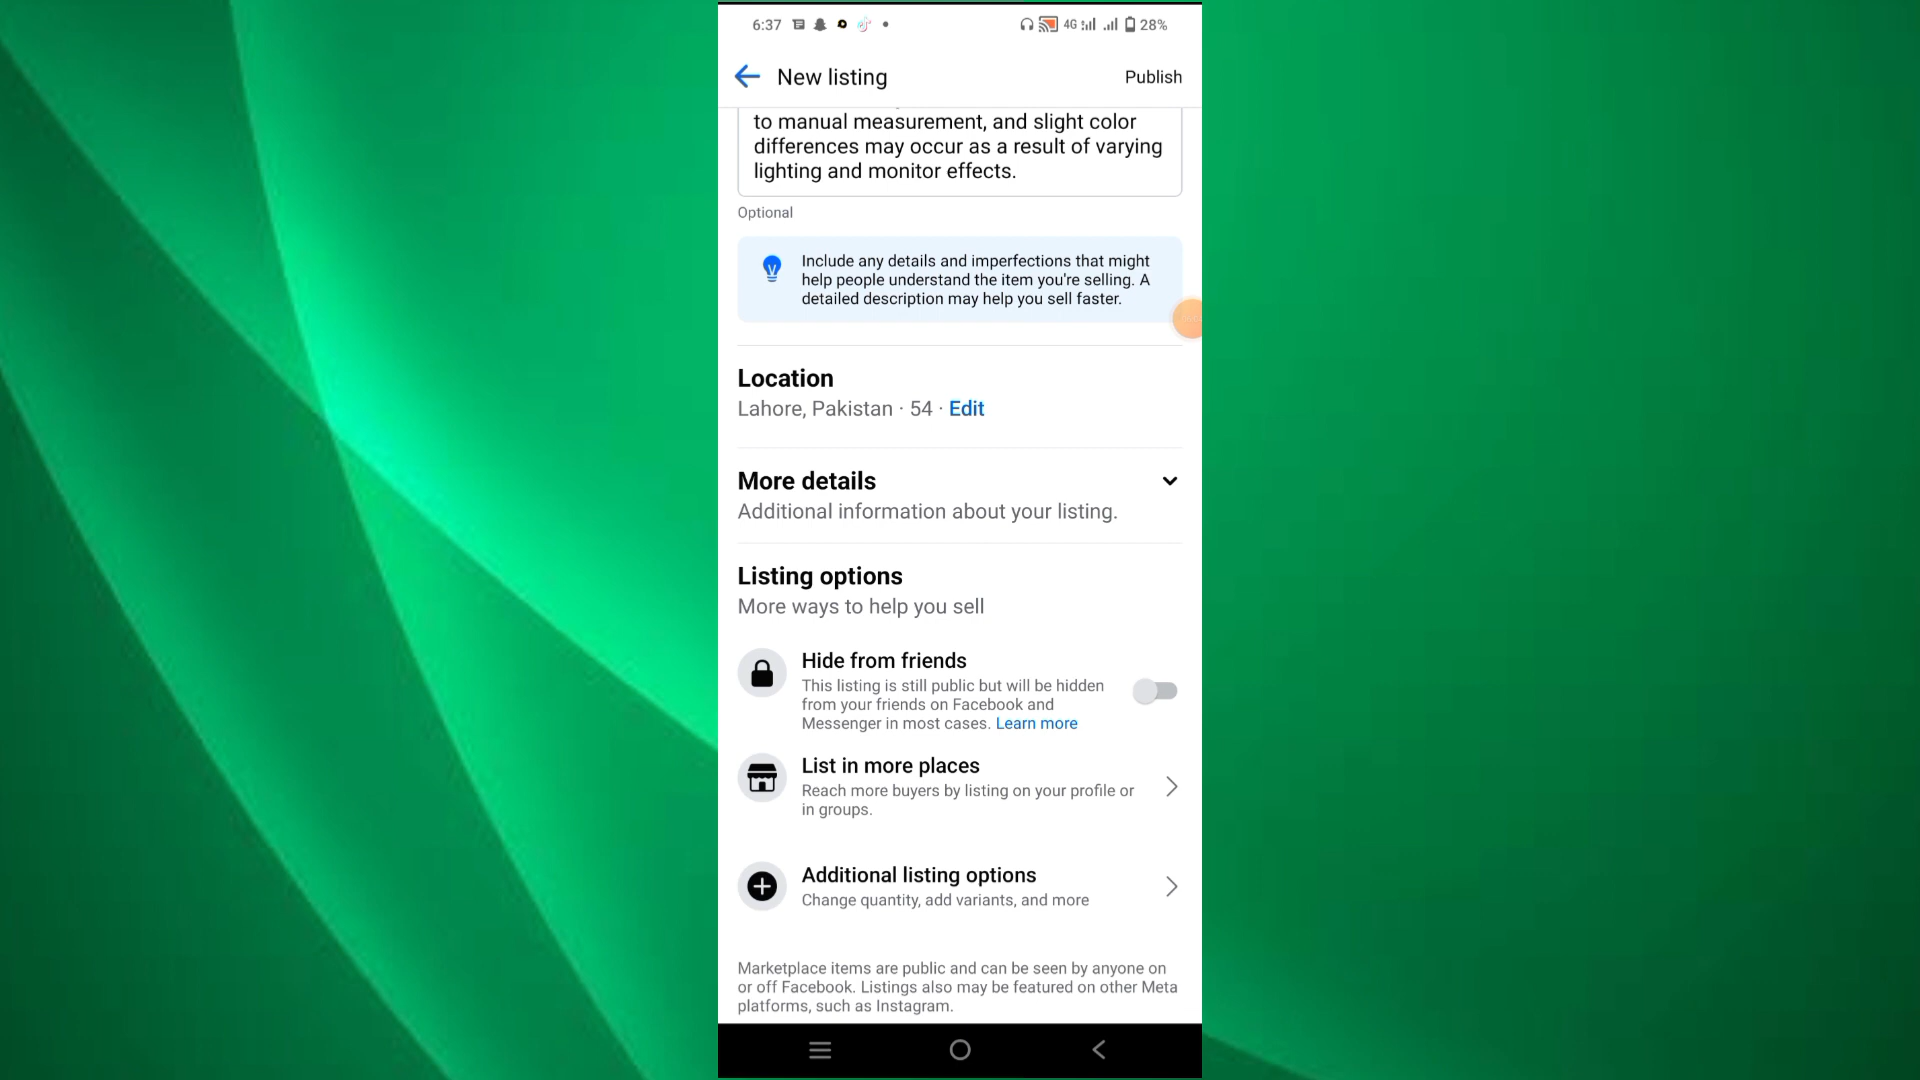 6:37
4G
28%
New listing
Publish
to manual measurement, and slight color
differences may occur as a result of varying
lighting and monitor effects.
Optional
Include any details and imperfections that might
help people understand the item you're selling. A
detailed description may help you sell faster.
Location
Lahore, Pakistan · 54 · Edit
More details
Additional information about your listing.
Listing options
More ways to help you sell
Hide from friends
This listing is still public but will be hidden
from your friends on Facebook and
Messenger in most cases. Learn more
List in more places
Reach more buyers by listing on your profile or
in groups.
Additional listing options
Change quantity, add variants, and more
Marketplace items are public and can be seen by anyone on
or off Facebook. Listings also may be featured on other Meta
platforms, such as Instagram.